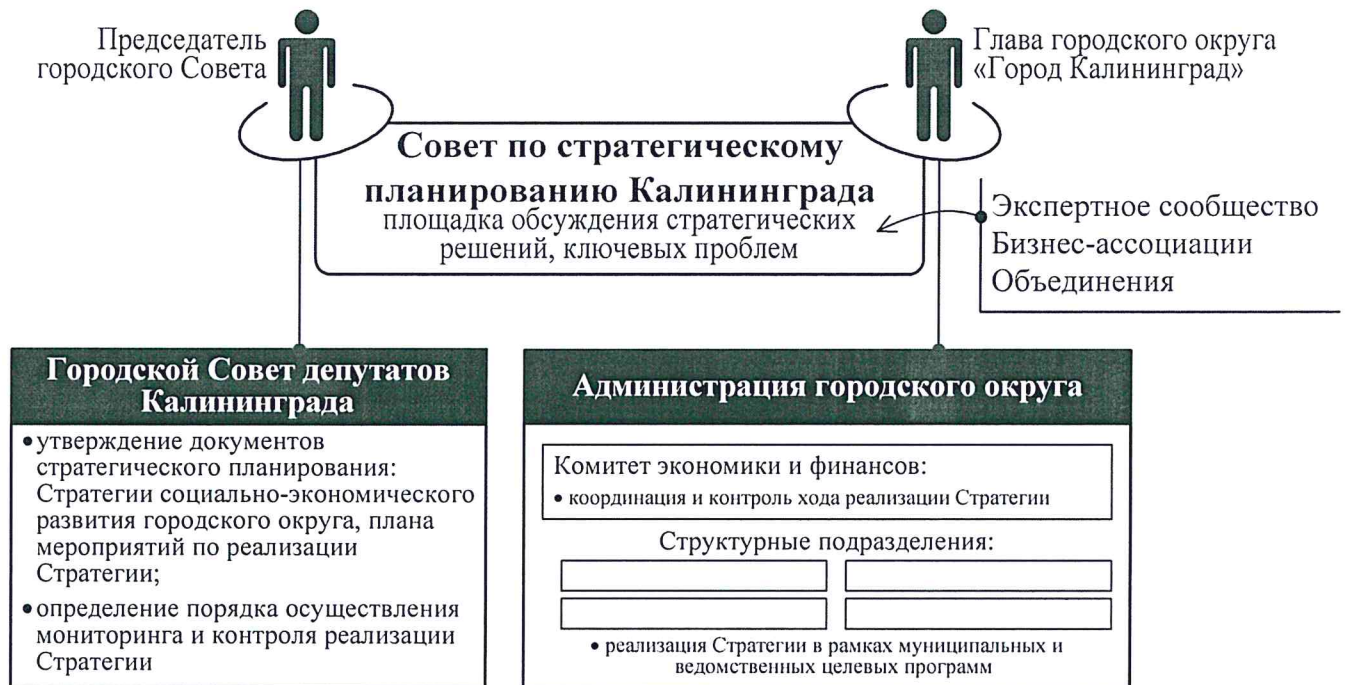 Председатель
городского Совета
Глава городского округа
«Город Калининград»
Совет по стратегическому
планированию Калининграда
площадка обсуждения стратегических
решений, ключевых проблем
Экспертное сообщество
Бизнес-ассоциации
Объединения
Городской Совет депутатов
Калининграда
• утверждение документов
стратегического планирования:
Стратегии социально-экономического
развития городского округа, плана
мероприятий по реализации
Стратегии;
• определение порядка осуществления
мониторинга и контроля реализации
Стратегии
Администрация городского округа
Комитет экономики и финансов:
• координация и контроль хода реализации Стратегии
Структурные подразделения:
• реализация Стратегии в рамках муниципальных и
ведомственных целевых программ